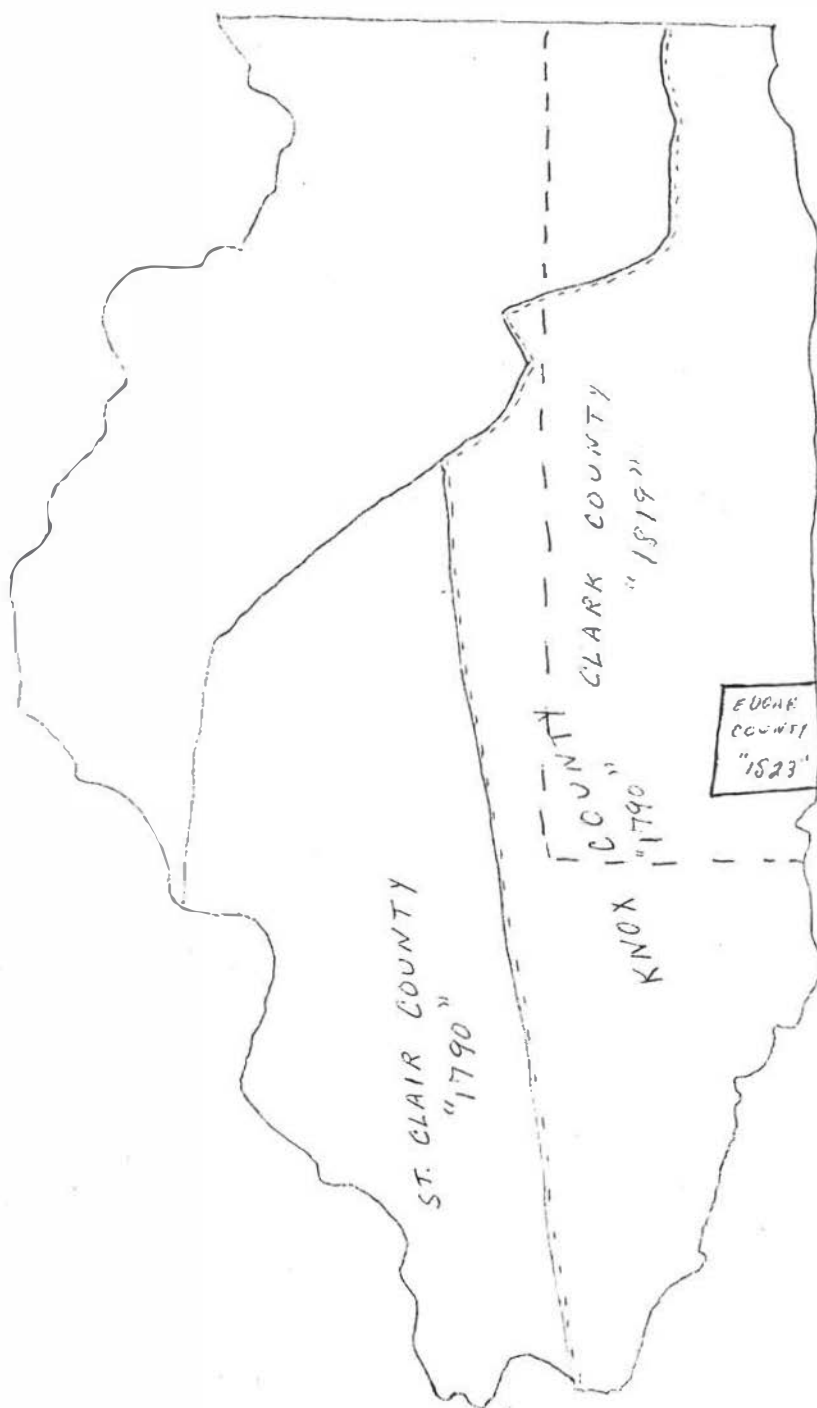 CLARK COUNTY
"1819"
EDGAR
COUNTY
"1823"
KNOX COUNTY
"1790"
ST. CLAIR COUNTY
"1790"